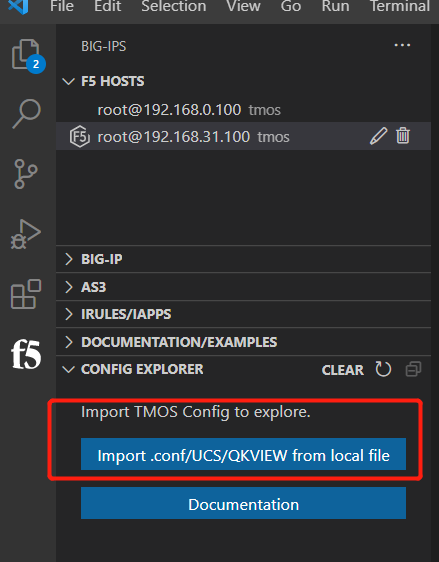 Edit Selection View Go Run Terminal
BIG-IPS ...
2
F5 HOSTS
root@192.168.0.100 tmos
F5 root@192.168.31.100 tmos
BIG-IP
AS3
IRULES/IAPPS
f5
DOCUMENTATION/EXAMPLES
CONFIG EXPLORER CLEAR
Import TMOS Config to explore.
Import .conf/UCS/QKVIEW from local file
Documentation